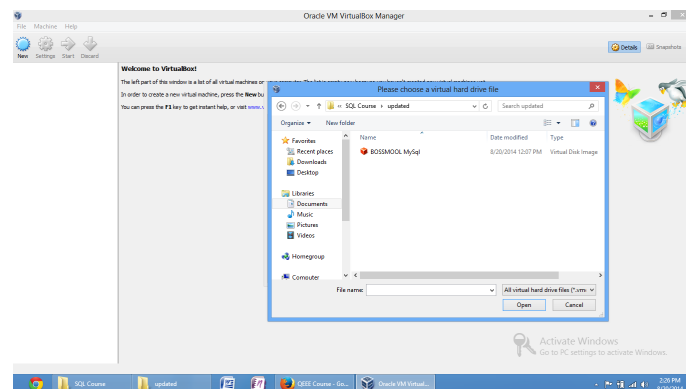 Oracle VM VirtualBox Manager
File Machine Help
New Settings Start Discard
Details Snapshots
Welcome to VirtualBox!
The left part of this window is a list of all virtual machines on
In order to create a new virtual machine, press the New bu
You can press the F1 key to get instant help, or visit www.v
Please choose a virtual hard drive file
« SQL Course › updated
Search updated
Organize New folder
Name Date modified Type
BOSSMOOL MySql 8/20/2014 12:07 PM Virtual Disk Image
Favorites
Recent places
Downloads
Desktop
Libraries
Documents
Music
Pictures
Videos
Homegroup
Computer
File name:
All virtual hard drive files (*.vm
Open Cancel
Activate Windows
Go to PC settings to activate Windows.
SQL Course updated QEEE Course - Go... Oracle VM Virtual...
2:26 PM
8/20/2014